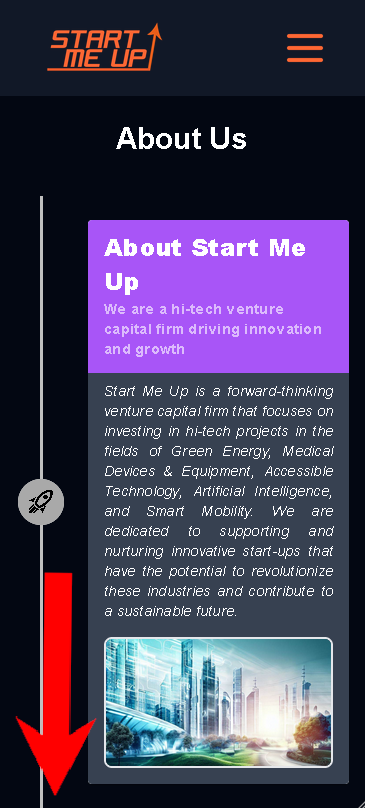 START
ME UP
About Us
About Start Me
Up
We are a hi-tech venture
capital firm driving innovation
and growth
Start Me Up is a forward-thinking
venture capital firm that focuses on
investing in hi-tech projects in the
fields of Green Energy, Medical
Devices & Equipment, Accessible
Technology, Artificial Intelligence,
and Smart Mobility. We are
dedicated to supporting and
nurturing innovative start-ups that
have the potential to revolutionize
these industries and contribute to
a sustainable future.